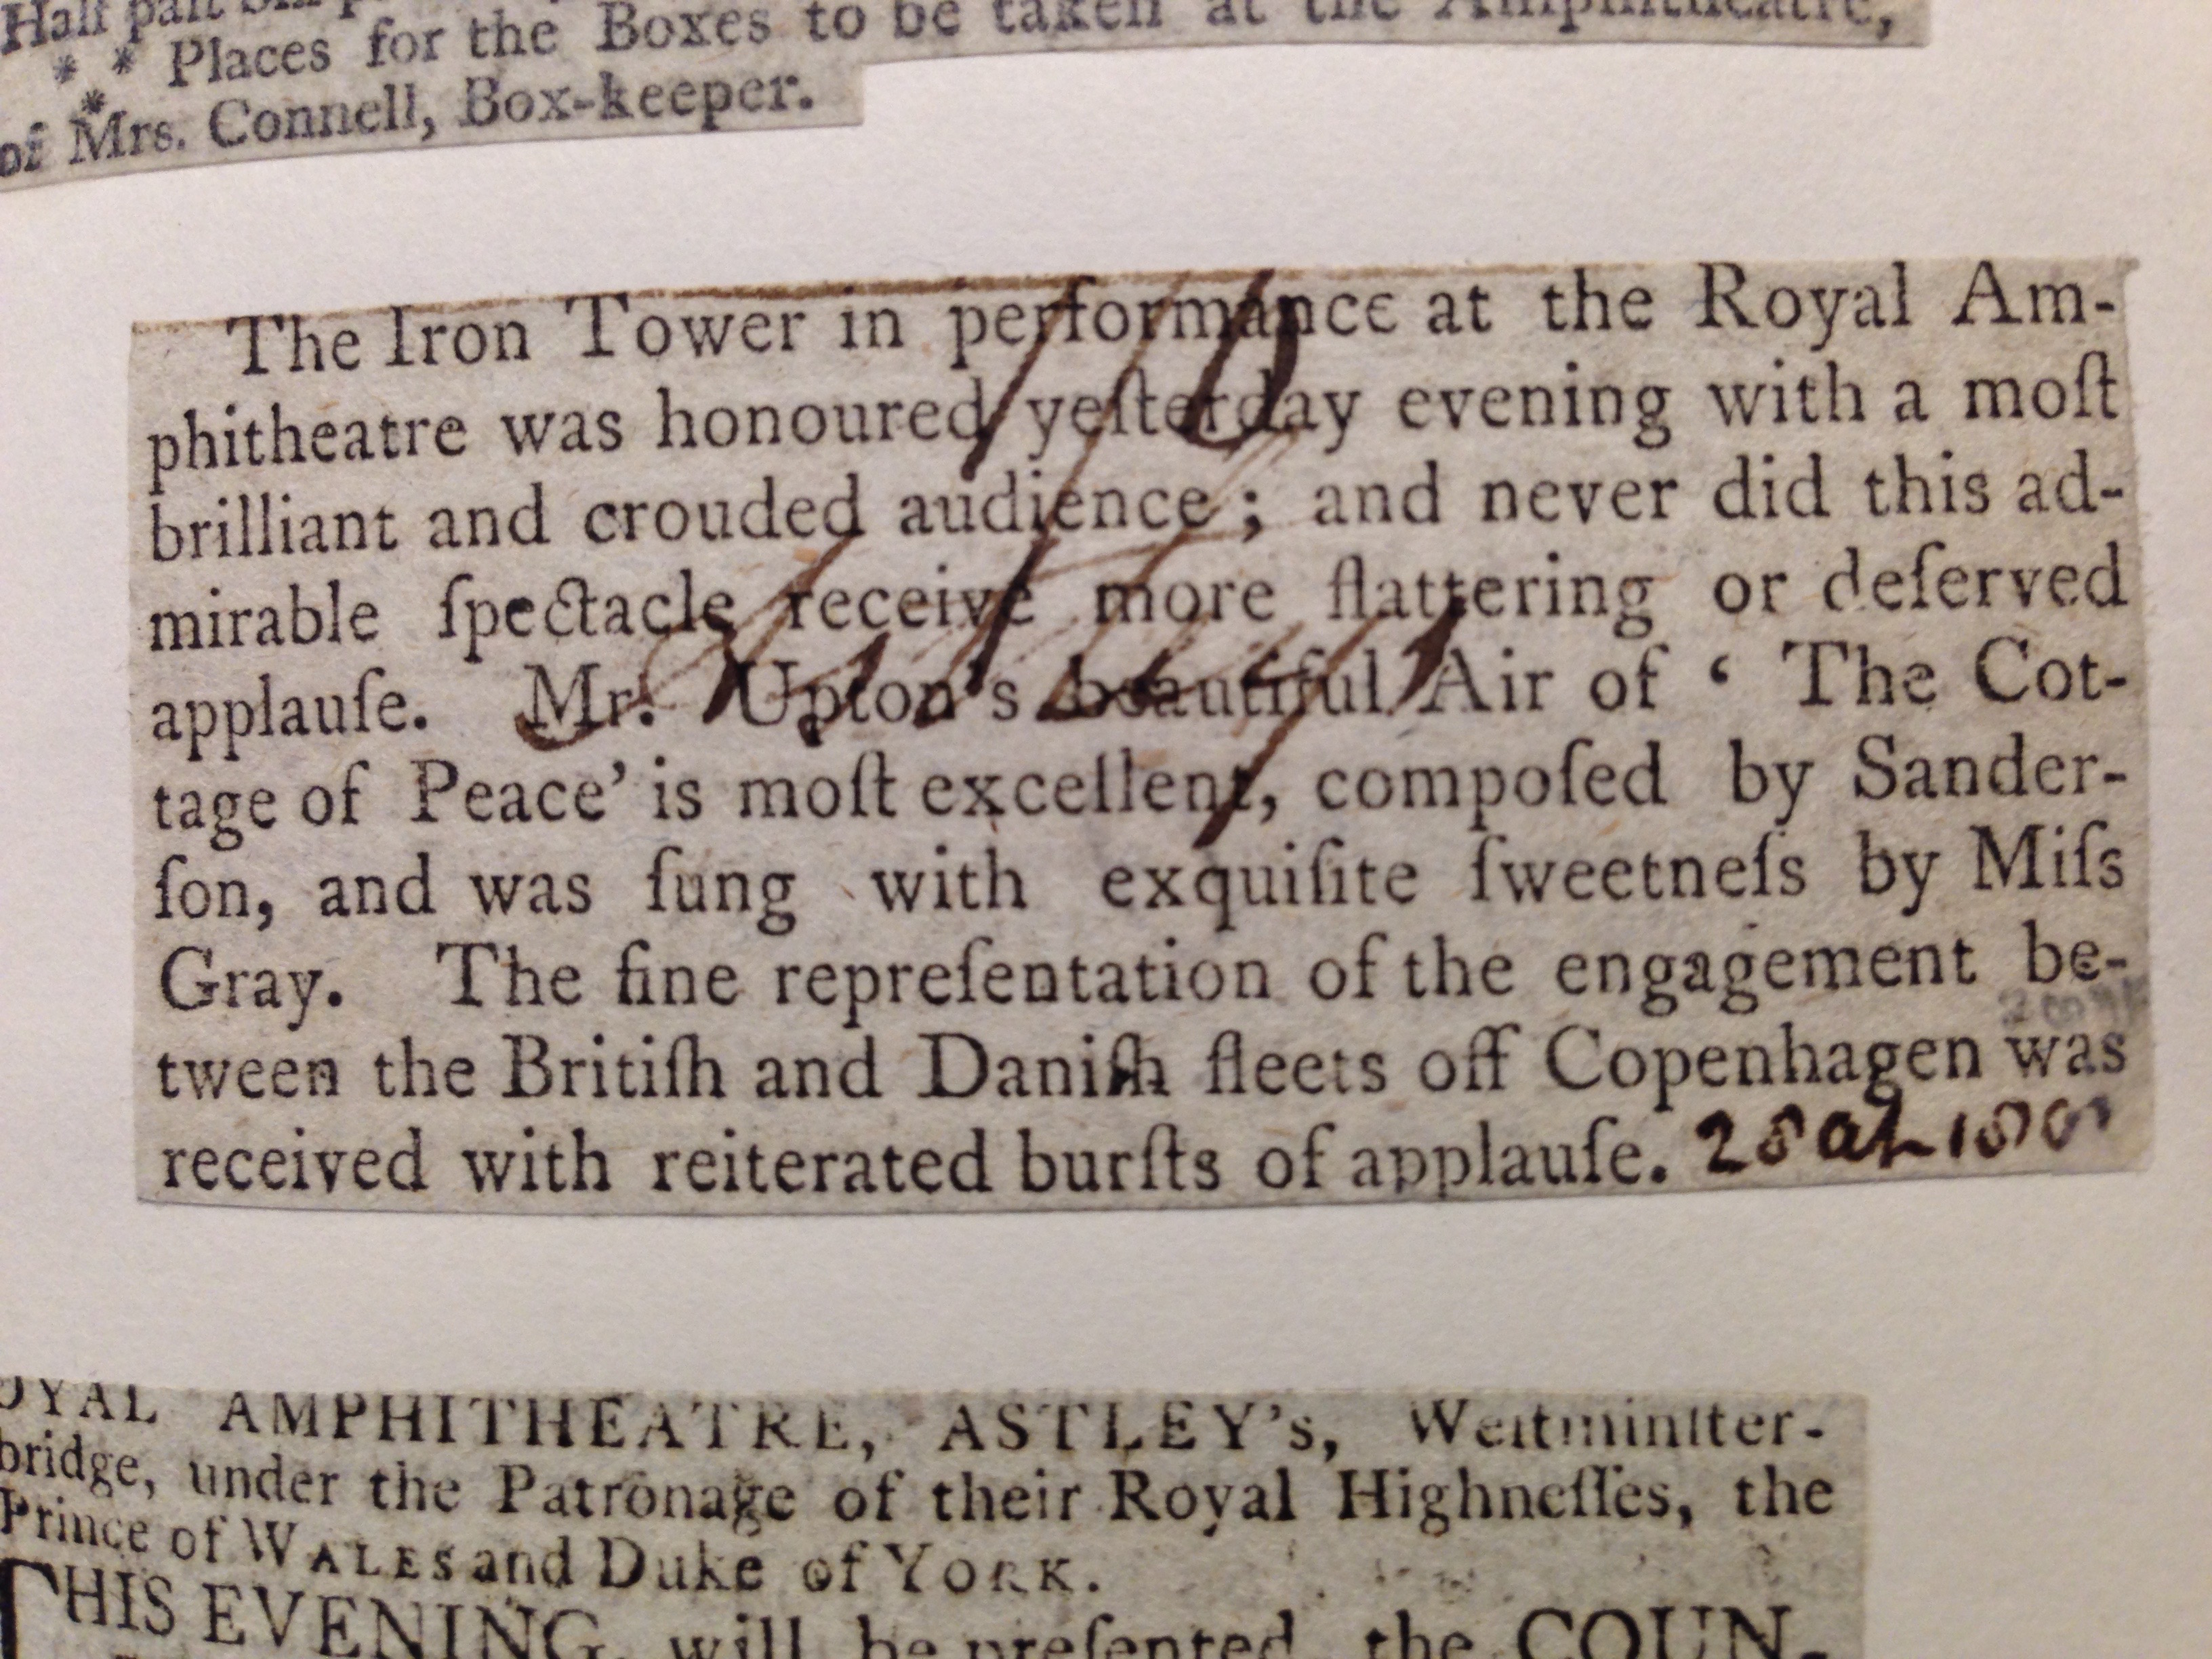 Half
* * Places for the Boxes to be taken at the Amphitheatre,
*
of Mrs. Connell, Box-keeper.
The Iron Tower in performance at the Royal Am-
phitheatre was honoured yeſterday evening with a moſt
brilliant and crouded audience; and never did this ad-
mirable ſpectacle receive more flattering or deſerved
applauſe. Mr. Upton's beautiful Air of ‘ The Cot-
tage of Peace’ is moſt excellent, compoſed by Sander-
ſon, and was ſung with exquiſite ſweetneſs by Miſs
Gray. The fine repreſentation of the engagement be-
tween the Britiſh and Daniſh fleets off Copenhagen was
received with reiterated burſts of applauſe. 28
OYAL AMPHITHEATRE, ASTLEY's, Weſtminſter-
bridge, under the Patronage of their Royal Highneſſes, the
Prince of WALES and Duke of YORK.
THIS EVENING, will be preſented, the COUN-